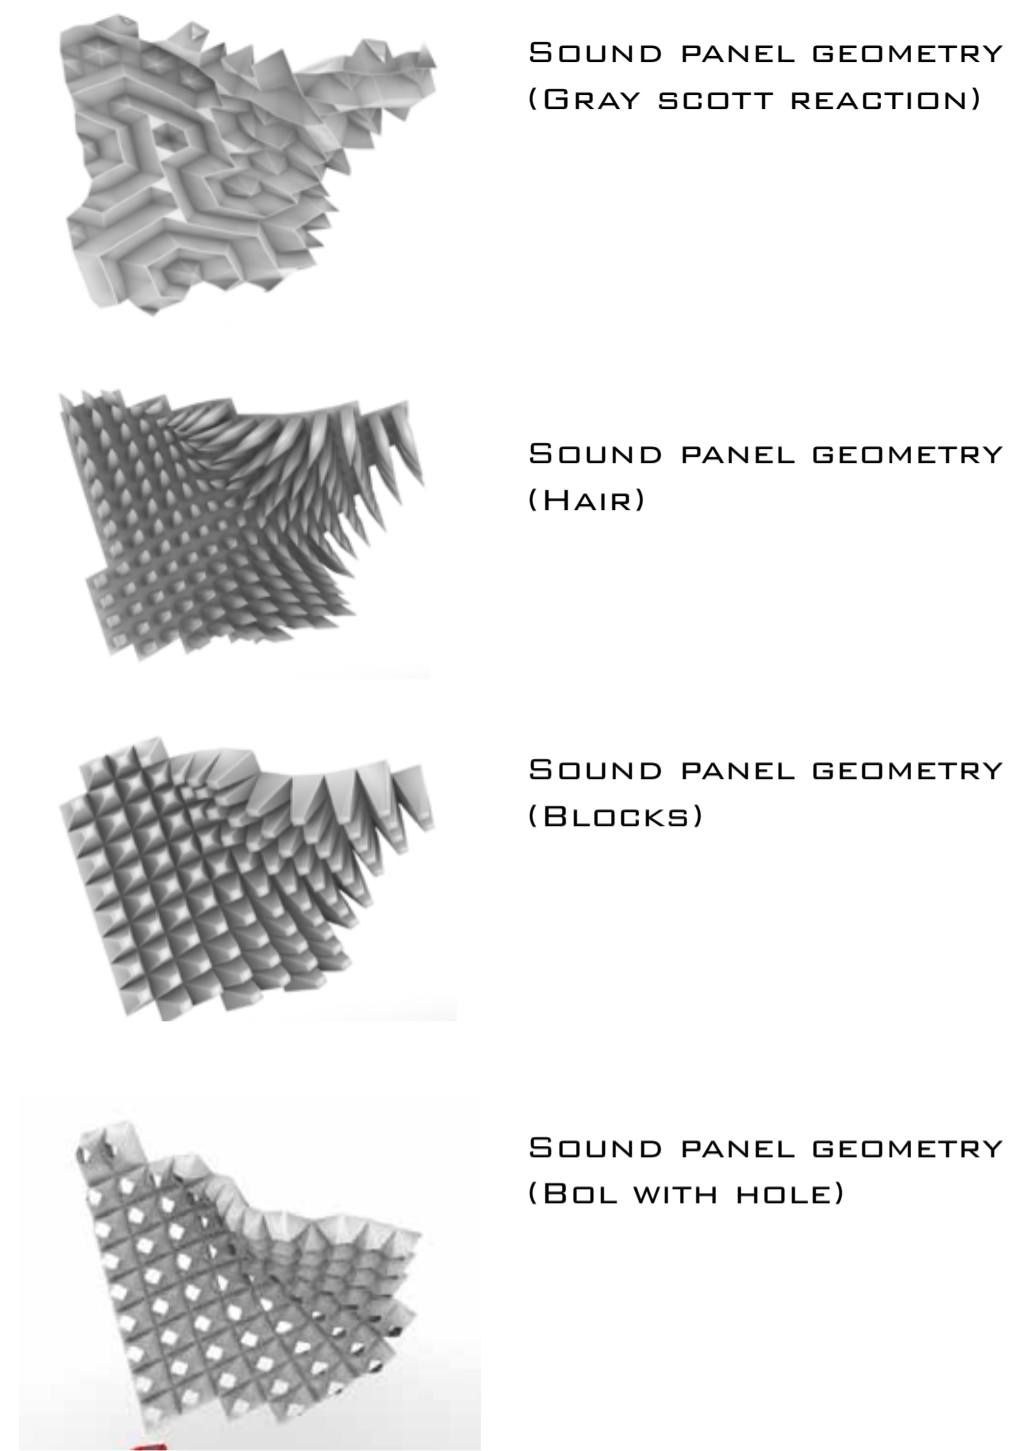 Sound panel geometry
(Gray scott reaction)
Sound panel geometry
(Hair)
Sound panel geometry
(Blocks)
Sound panel geometry
(Bol with hole)